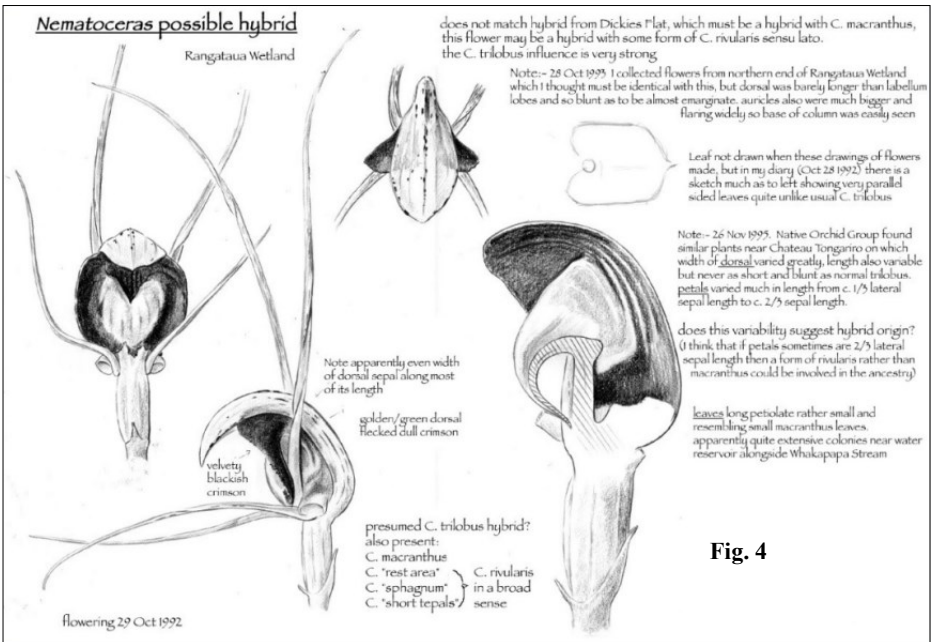 Nematoceras possible hybrid
Rangataua Wetland
does not match hybrid from Dickies Flat, which must be a hybrid with C. macranthus,
this flower may be a hybrid with some form of C. rivularis sensu lato.
the C. trilobus influence is very strong
Note:- 28 Oct 1993 I collected flowers from northern end of Rangataua Wetland
which I thought must be identical with this, but dorsal was barely longer than labellum
lobes and so blunt as to be almost emarginate. auricles also were much bigger and
flaring widely so base of column was easily seen
Leaf not drawn when these drawings of flowers
made, but in my diary (Oct 28 1992) there is a
sketch much as to left showing very parallel
sided leaves quite unlike usual C. trilobus
Note:- 26 Nov 1995. Native Orchid Group found
similar plants near Chateau Tongariro on which
width of dorsal varied greatly, length also variable
but never as short and blunt as normal trilobus.
petals varied much in length from c. 1/3 lateral
sepal length to c. 2/3 sepal length.
does this variability suggest hybrid origin?
(I think that if petals sometimes are 2/3 lateral
sepal length then a form of rivularis rather than
macranthus could be involved in the ancestry)
leaves long petiolate rather small and
resembling small macranthus leaves.
apparently quite extensive colonies near water
reservoir alongside Whakapapa Stream
Note apparently even width
of dorsal sepal along most
of its length
golden/green dorsal
flecked dull crimson
velvety
blackish
crimson
presumed C. trilobus hybrid?
also present:
C. macranthus
C. "rest area" C. rivularis
C. "sphagnum" in a broad
C. "short tepals" sense
Fig. 4
flowering 29 Oct 1992